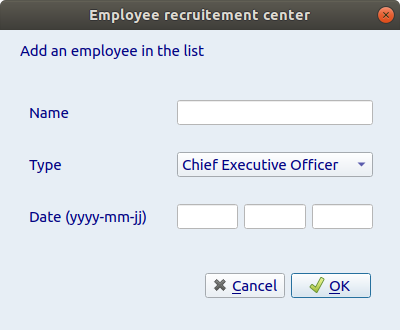 Employee recruitement center
Add an employee in the list
Name
Type
Chief Executive Officer
Date (yyyy-mm-jj)
Cancel
OK